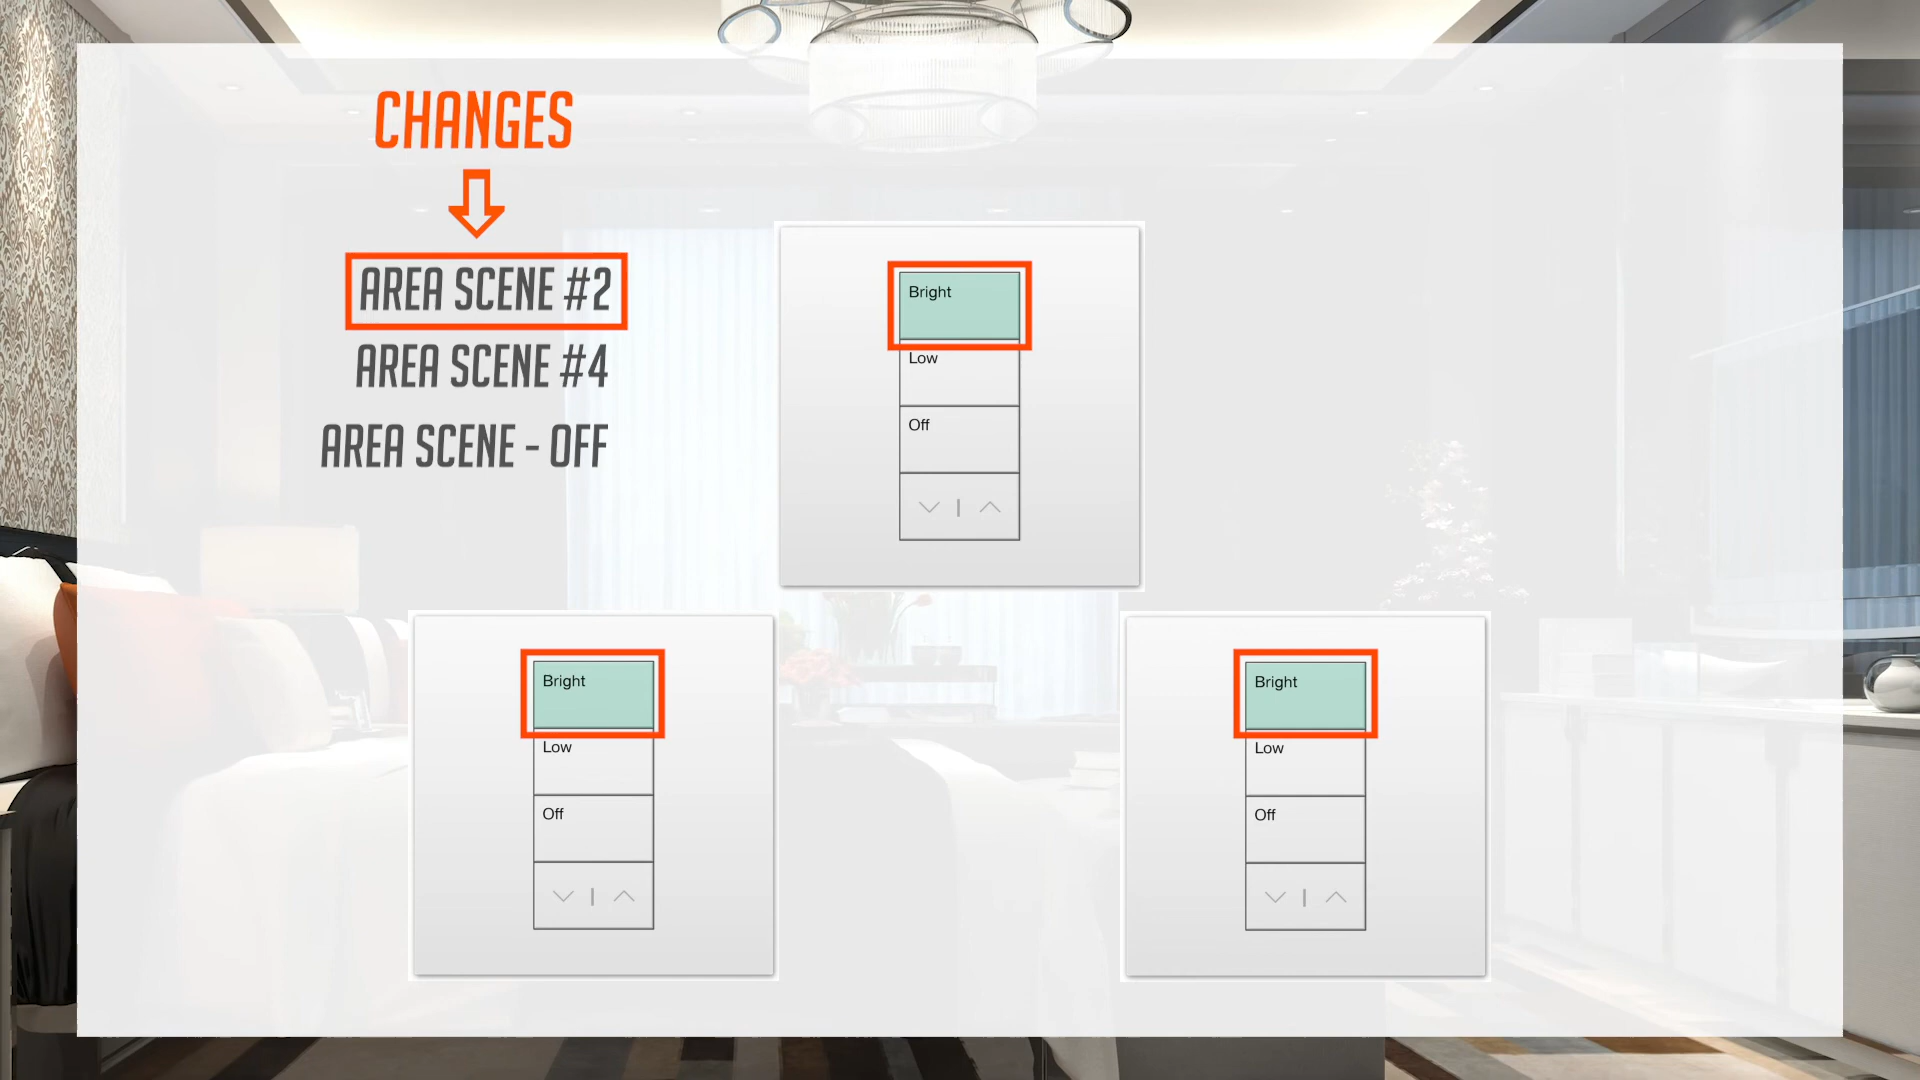 CHANGES
AREA SCENE #2
AREA SCENE #4
AREA SCENE - OFF
Bright
Low
Off
Bright
Low
Off
Bright
Low
Off